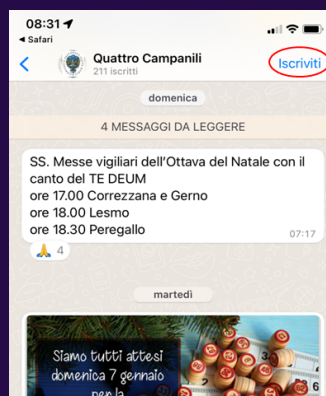 08:31
◀ Safari
Quattro Campanili
211 iscritti
Iscriviti
domenica
4 MESSAGGI DA LEGGERE
SS. Messe vigiliari dell'Ottava del Natale con il
canto del TE DEUM
ore 17.00 Correzzana e Gerno
ore 18.00 Lesmo
ore 18.30 Peregallo
07:17
🙏 4
martedì
Siamo tutti attesi
domenica 7 gennaio
per la